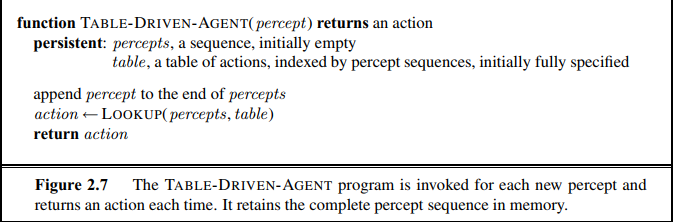 function TABLE-DRIVEN-AGENT(percept) returns an action
persistent: percepts, a sequence, initially empty
table, a table of actions, indexed by percept sequences, initially fully specified
append percept to the end of percepts
action ← LOOKUP(percepts, table)
return action
Figure 2.7 The TABLE-DRIVEN-AGENT program is invoked for each new percept and
returns an action each time. It retains the complete percept sequence in memory.